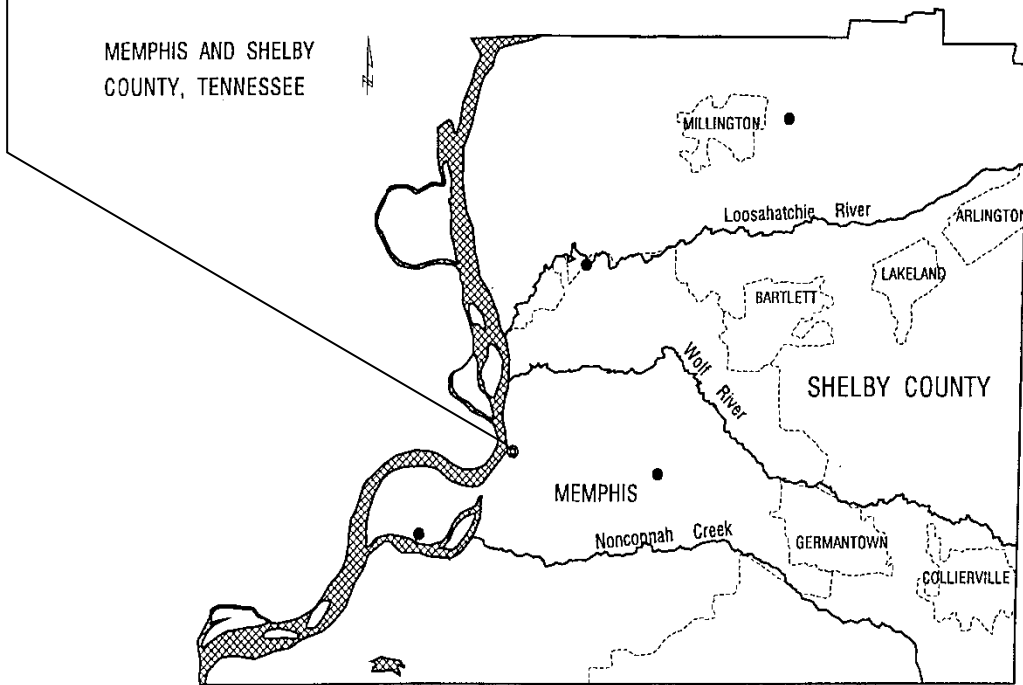 MEMPHIS AND SHELBY
COUNTY, TENNESSEE
N
MILLINGTON
Loosahatchie River
ARLINGTON
LAKELAND
BARTLETT
Wolf River
SHELBY COUNTY
MEMPHIS
Nonconnah Creek
GERMANTOWN
COLLIERVILLE